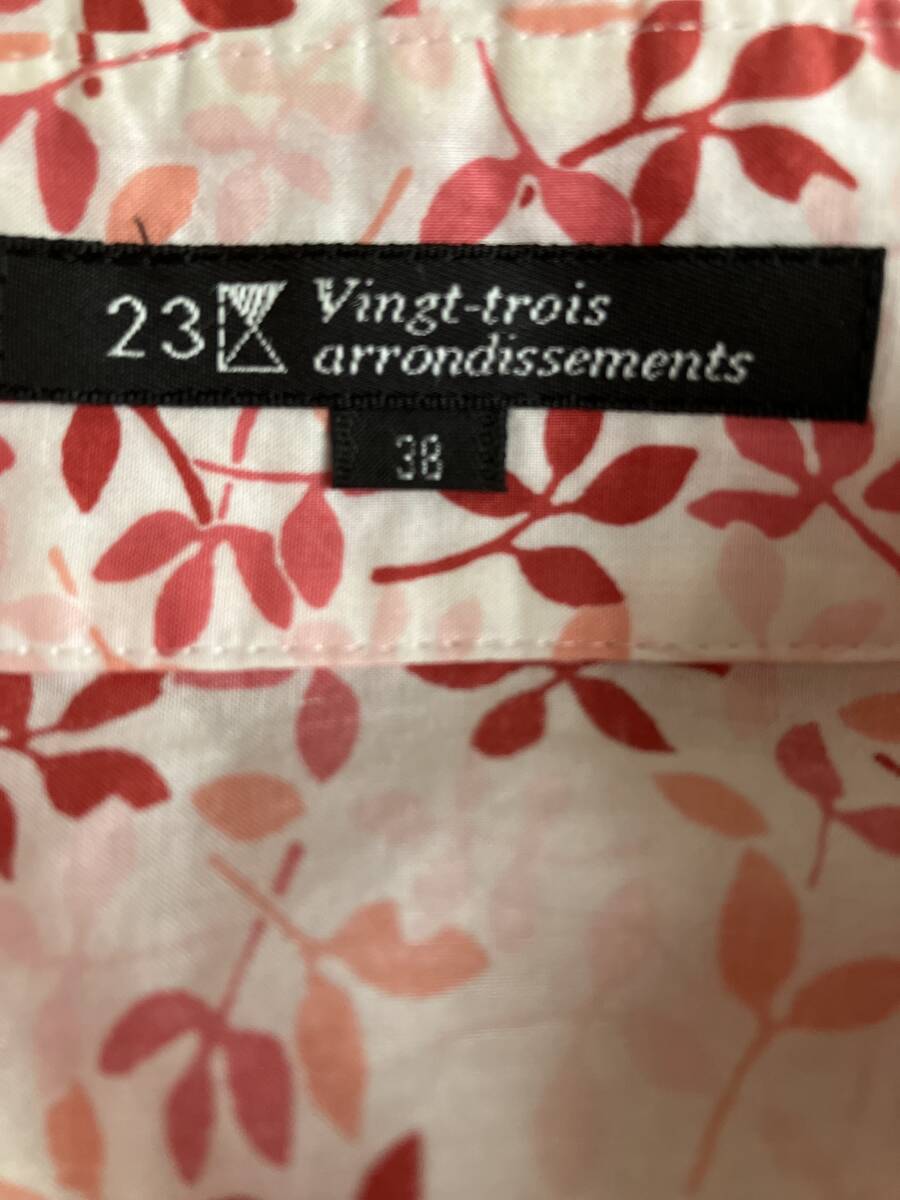 23 Vingt-trois
arrondissements
38